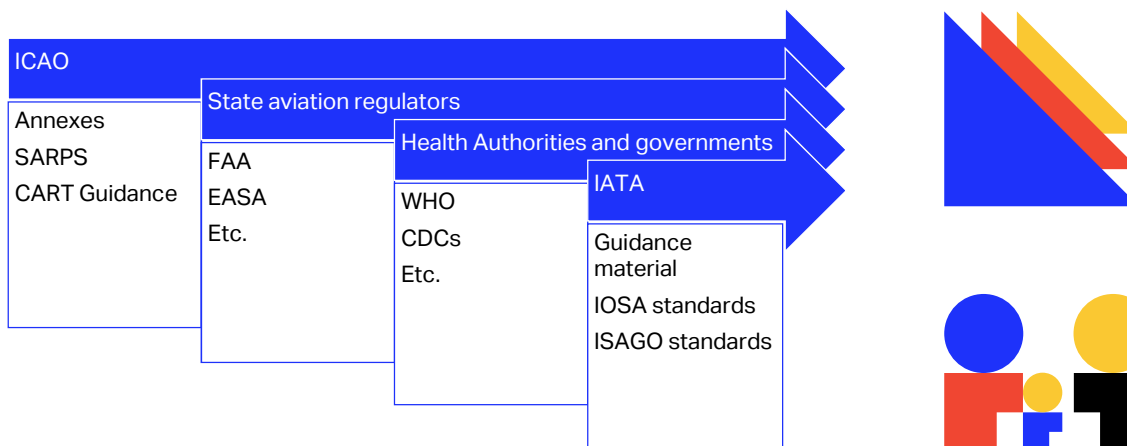 ICAO
Annexes
SARPS
CART Guidance
State aviation regulators
FAA
EASA
Etc.
Health Authorities and governments
WHO
CDCs
Etc.
IATA
Guidance
material
IOSA standards
ISAGO standards